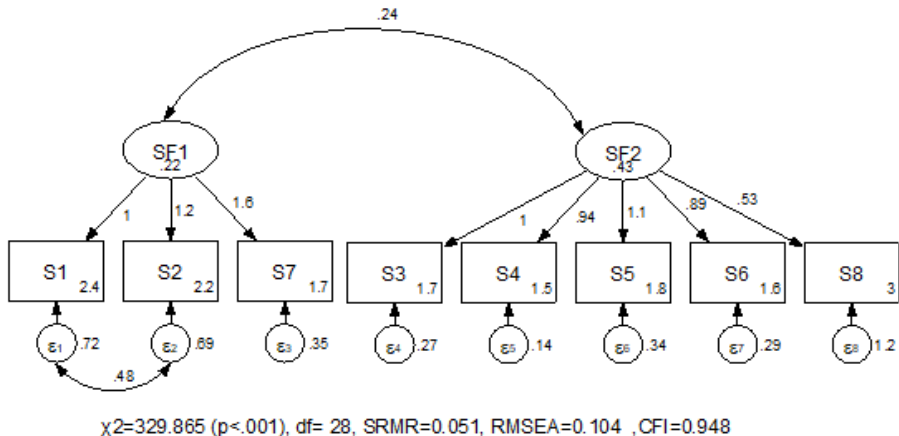 .24
SF1
.22
SF2
.43
1 1.2 1.6 1 .94 1.1 .89 .53
S1 S2 S7 S3 S4 S5 S6 S8
2.4 2.2 1.7 1.7 1.5 1.8 1.6 3
ε1 .72 ε2 .69 ε3 .35 ε4 .27 ε5 .14 ε6 .34 ε7 .29 ε8 1.2
.48
χ2=329.865 (p<.001), df= 28, SRMR=0.051, RMSEA=0.104 ,CFI=0.948